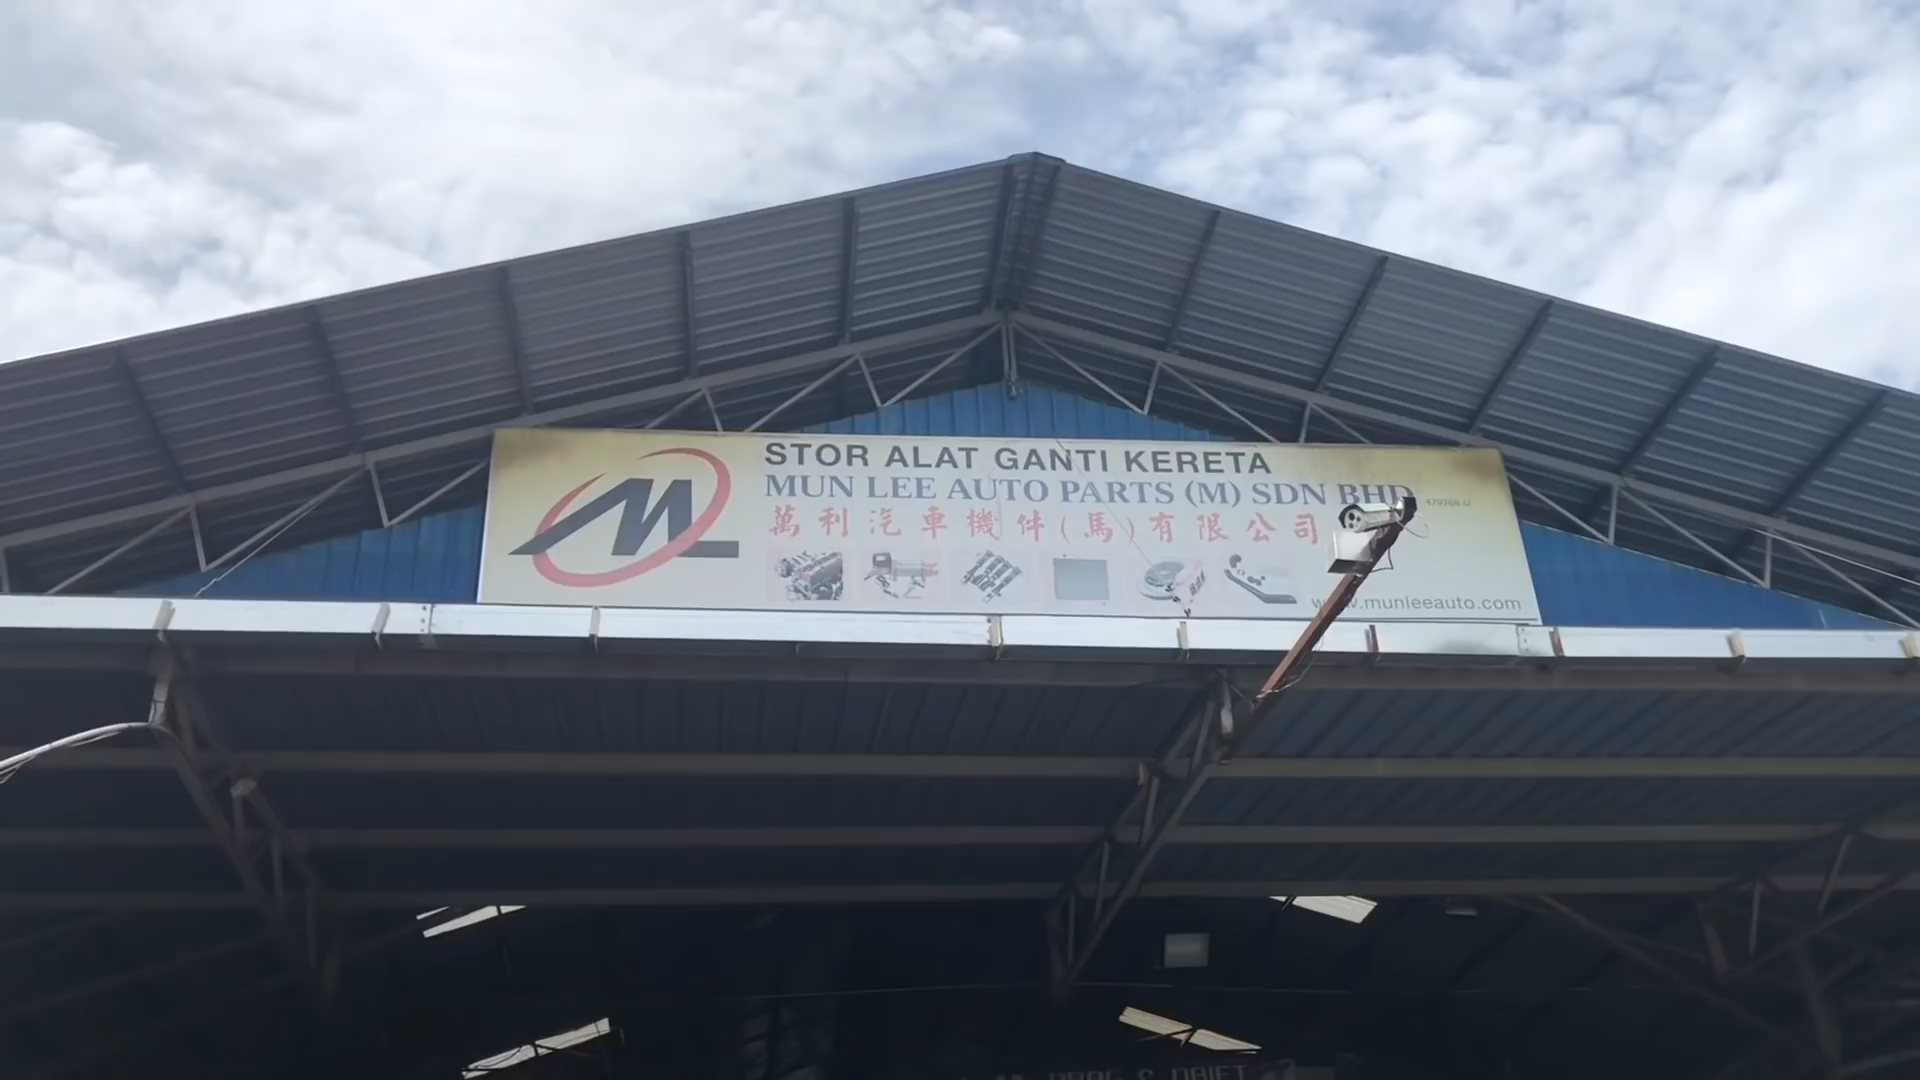 STOR ALAT GANTI KERETA
MUN LEE AUTO PARTS (M) SDN BHD
萬利汽車機件(馬)有限公司
www.munleeauto.com